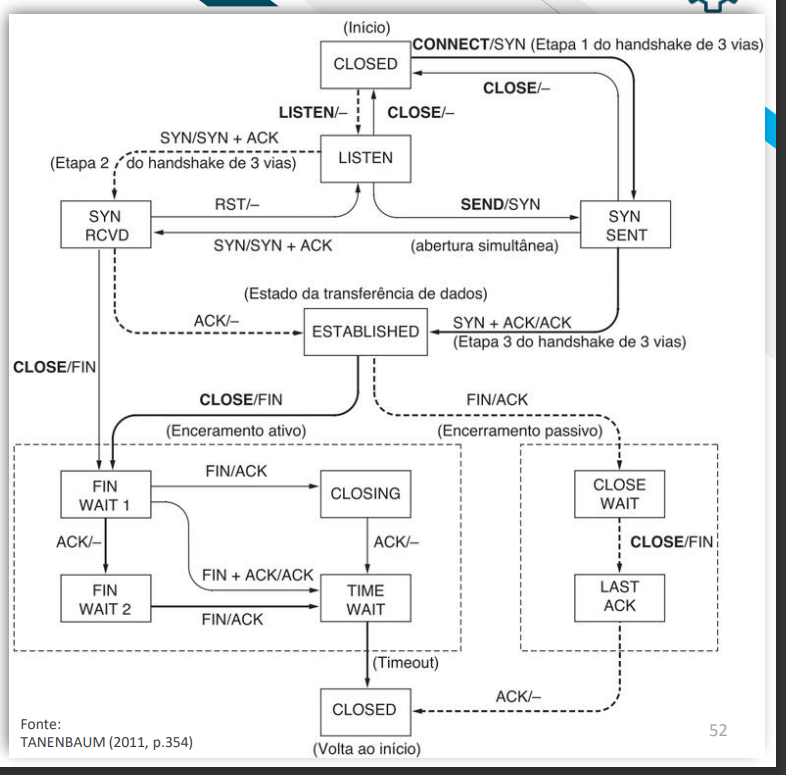 (Início)
CLOSED
CONNECT/SYN (Etapa 1 do handshake de 3 vias)
CLOSE/–
LISTEN/–
CLOSE/–
SYN/SYN + ACK
(Etapa 2 do handshake de 3 vias)
LISTEN
RST/–
SEND/SYN
SYN
RCVD
SYN
SENT
SYN/SYN + ACK
(abertura simultânea)
(Estado da transferência de dados)
ACK/–
ESTABLISHED
SYN + ACK/ACK
(Etapa 3 do handshake de 3 vias)
CLOSE/FIN
CLOSE/FIN
(Enceramento ativo)
FIN/ACK
(Encerramento passivo)
FIN
WAIT 1
FIN/ACK
CLOSING
CLOSE
WAIT
ACK/–
ACK/–
CLOSE/FIN
FIN + ACK/ACK
FIN
WAIT 2
FIN/ACK
TIME
WAIT
LAST
ACK
(Timeout)
CLOSED
ACK/–
(Volta ao início)
Fonte:
TANENBAUM (2011, p.354)
52